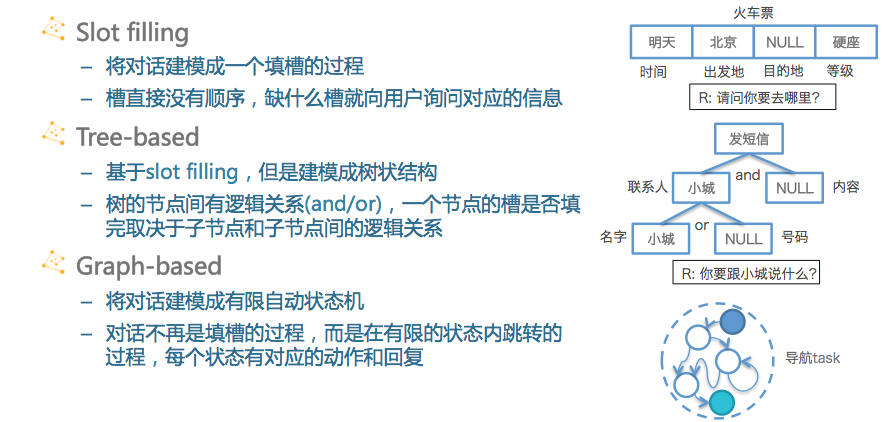 Slot filling
– 将对话建模成一个填槽的过程
– 槽直接没有顺序，缺什么槽就向用户询问对应的信息
Tree-based
– 基于slot filling，但是建模成树状结构
– 树的节点间有逻辑关系(and/or)，一个节点的槽是否填
完取决于子节点和子节点间的逻辑关系
Graph-based
– 将对话建模成有限自动状态机
– 对话不再是填槽的过程，而是在有限的状态内跳转的
过程，每个状态有对应的动作和回复
火车票
明天 北京 NULL 硬座
时间 出发地 目的地 等级
R: 请问你要去哪里?
发短信
and
联系人 小城 NULL 内容
or
名字 小城 NULL 号码
R: 你要跟小城说什么?
导航task